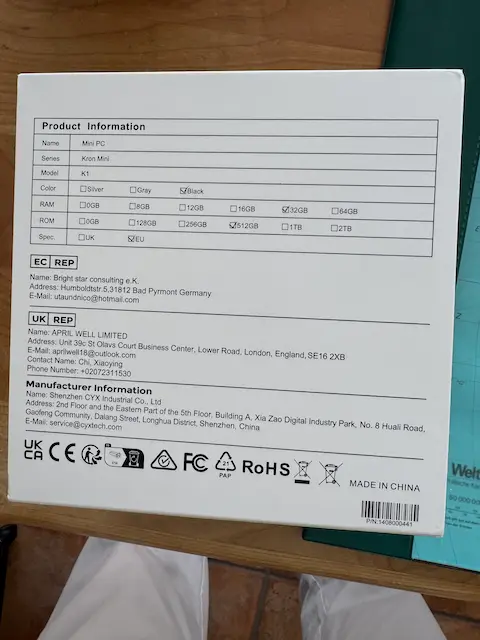 Product Information
Name Mini PC
Series Kron Mini
Model K1
Color ☐Silver ☐Gray ☑Black
RAM ☐0GB ☐8GB ☐12GB ☐16GB ☑32GB ☐64GB
ROM ☐0GB ☐128GB ☐256GB ☑512GB ☐1TB ☐2TB
Spec. ☐UK ☑EU
EC REP
Name: Bright star consulting e.K.
Address: Humboldtstr.5,31812 Bad Pyrmont Germany
E-Mail: utaundnico@hotmail.com
UK REP
Name: APRIL WELL LIMITED
Address: Unit 39c St Olavs Court Business Center, Lower Road, London, England,SE16 2XB
E-Mail: aprilwell18@outlook.com
Contact Name: Chi, Xiaoying
Phone Number: +02072311530
Manufacturer Information
Name: Shenzhen CYX Industrial Co., Ltd
Address: 2nd Floor and the Eastern Part of the 5th Floor, Building A, Xia Zao Digital Industry Park, No. 8 Huali Road,
Gaofeng Community, Dalang Street, Longhua District, Shenzhen, China
E-Mail: service@cyxtech.com
UK CA CE FC 21 PAP RoHS
MADE IN CHINA
P/N:1408000441
Welt